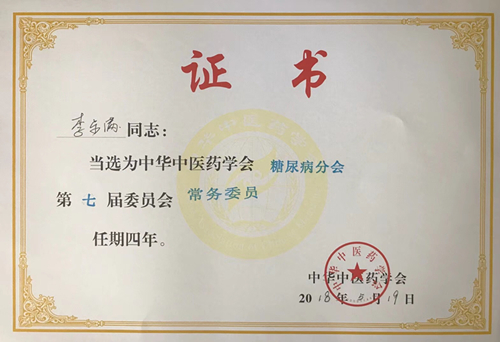 证 书
李乐满同志：
当选为中华中医药学会 糖尿病分会
第 七 届委员会 常务委员
任期四年。
中华中医药学会
2018年 月19日